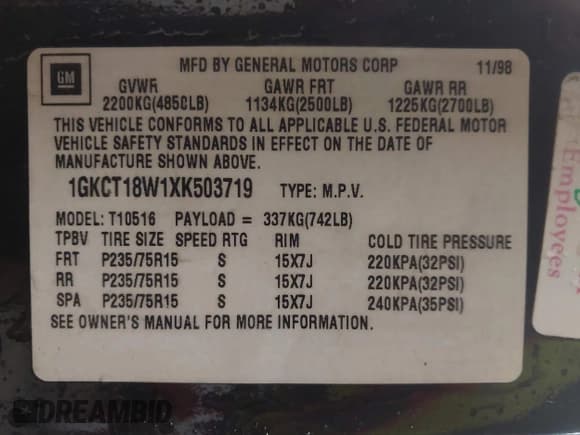 GM
MFD BY GENERAL MOTORS CORP 11/98
GVWR GAWR FRT GAWR RR
2200KG(4850LB) 1134KG(2500LB) 1225KG(2700LB)
THIS VEHICLE CONFORMS TO ALL APPLICABLE U.S. FEDERAL MOTOR
VEHICLE SAFETY STANDARDS IN EFFECT ON THE DATE OF
MANUFACTURE SHOWN ABOVE.
1GKCT18W1XK503719 TYPE: M.P.V.
MODEL: T10516 PAYLOAD = 337KG(742LB)
TPBV TIRE SIZE SPEED RTG RIM COLD TIRE PRESSURE
FRT P235/75R15 S 15X7J 220KPA(32PSI)
RR P235/75R15 S 15X7J 220KPA(32PSI)
SPA P235/75R15 S 15X7J 240KPA(35PSI)
SEE OWNER'S MANUAL FOR MORE INFORMATION.
Employees
DREAMBID